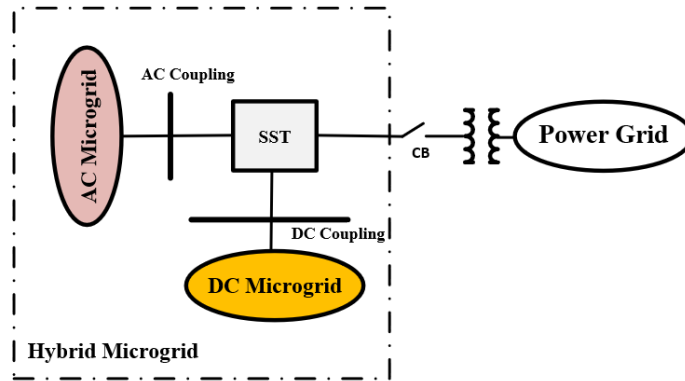 AC Coupling
AC Microgrid
SST
CB
Power Grid
DC Coupling
DC Microgrid
Hybrid Microgrid